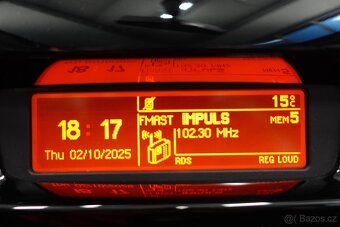 15°C
18:17
FMAST IMPULS MEM5
102.30 MHz
Thu 02/10/2025
RDS REG LOUD
Bazos.cz